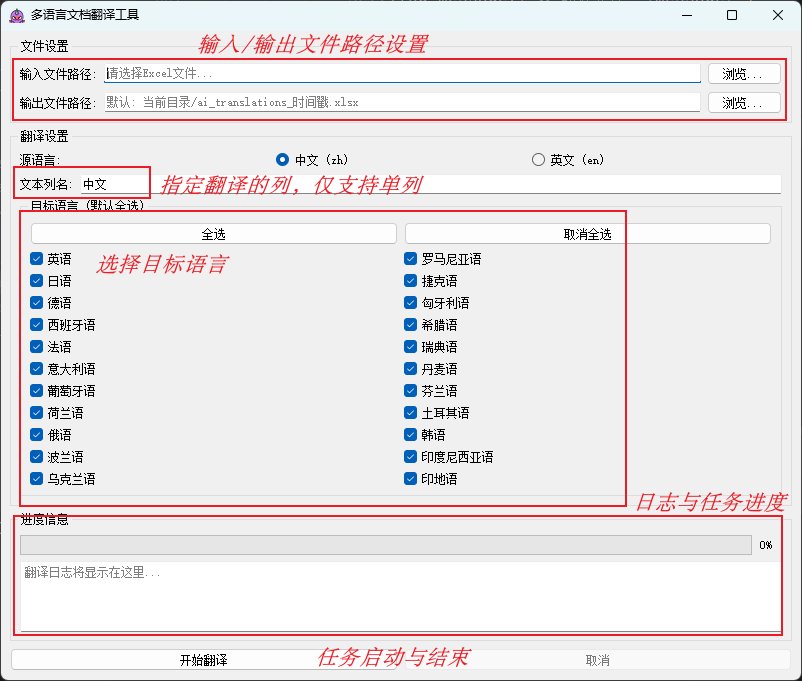 多语言文档翻译工具
文件设置
输入/输出文件路径设置
输入文件路径: 请选择Excel文件... 浏览...
输出文件路径: 默认: 当前目录/ai_translations_时间戳.xlsx 浏览...
翻译设置
源语言: 中文 (zh) 英文 (en)
文本列名: 中文
指定翻译的列，仅支持单列
目标语言 (默认全选)
全选 取消全选
选择目标语言
英语 罗马尼亚语
日语 捷克语
德语 匈牙利语
西班牙语 希腊语
法语 瑞典语
意大利语 丹麦语
葡萄牙语 芬兰语
荷兰语 土耳其语
俄语 韩语
波兰语 印度尼西亚语
乌克兰语 印地语
日志与任务进度
进度信息
0%
翻译日志将显示在这里...
开始翻译 任务启动与结束 取消